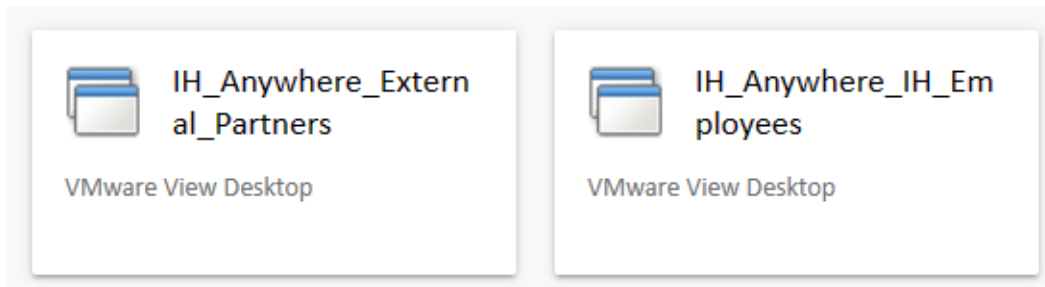 IH_Anywhere_Extern
al_Partners
VMware View Desktop
IH_Anywhere_IH_Em
ployees
VMware View Desktop